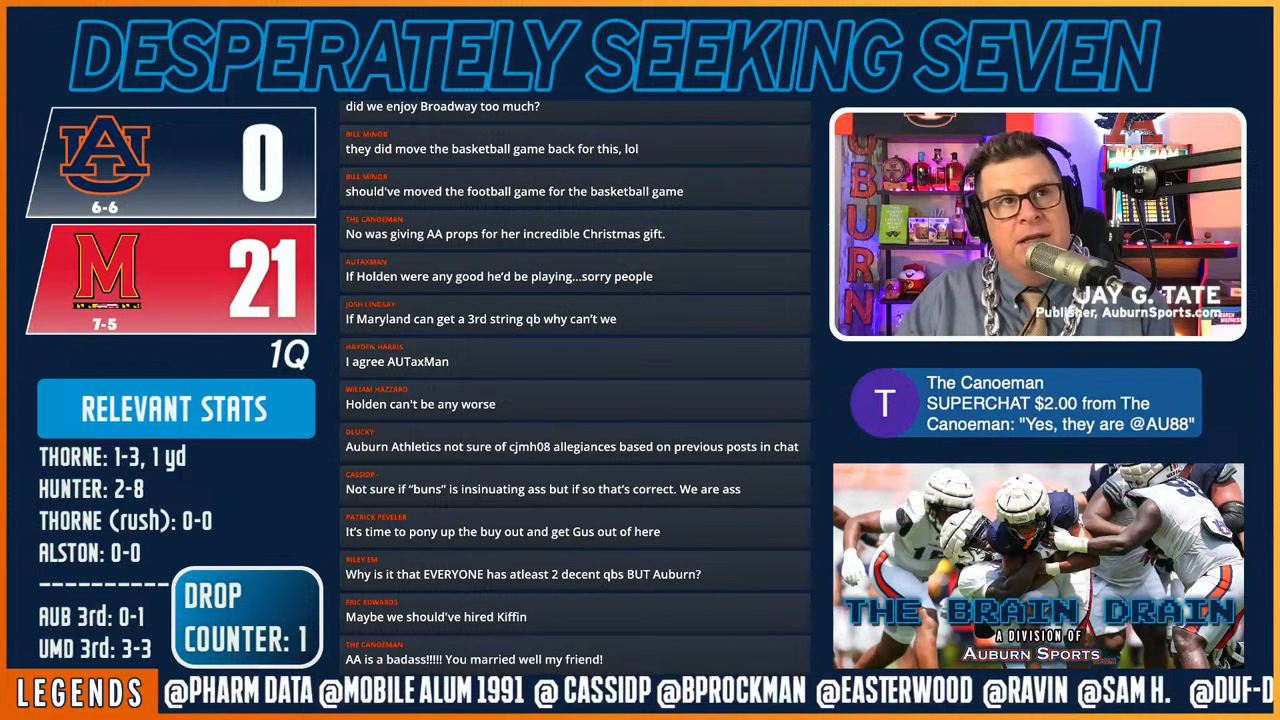 DESPERATELY SEEKING SEVEN
0
6-6
M
21
7-5
1Q
RELEVANT STATS
THORNE: 1-3, 1 yd
HUNTER: 2-8
THORNE (rush): 0-0
ALSTON: 0-0
----------
AUB 3rd: 0-1
UMD 3rd: 3-3
DROP
COUNTER: 1
did we enjoy Broadway too much?
BILL MINOR
they did move the basketball game back for this, lol
BILL MINOR
should've moved the football game for the basketball game
THE CANOEMAN
No was giving AA props for her incredible Christmas gift.
AUTAXMAN
If Holden were any good he'd be playing...sorry people
JOSH LINDSAY
If Maryland can get a 3rd string qb why can't we
HAYDEN HARRIS
I agree AUTaxMan
WILIAM HAZZARD
Holden can't be any worse
DLUCKY
Auburn Athletics not sure of cjmh08 allegiances based on previous posts in chat
CASSIDP -
Not sure if “buns” is insinuating ass but if so that's correct. We are ass
PATRICK PEVELER
It's time to pony up the buy out and get Gus out of here
RILEY EM
Why is it that EVERYONE has atleast 2 decent qbs BUT Auburn?
ERIC EDWARDS
Maybe we should've hired Kiffin
THE CANOEMAN
AA is a badass!!!!! You married well my friend!
UBURN
JAY G. TATE
Publisher, AuburnSports.com
T
The Canoeman
SUPERCHAT $2.00 from The
Canoeman: "Yes, they are @AU88"
THE BRAIN DRAIN
A DIVISION OF
AUBURN SPORTS.com
LEGENDS @PHARM DATA @MOBILE ALUM 1991 @ CASSIDP @BPROCKMAN @EASTERWOOD @RAVIN @SAM H. @DUF-D